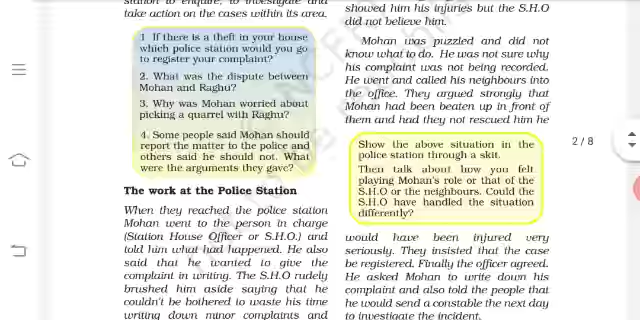 station to enquire, to investigate and
take action on the cases within its area.
1. If there is a theft in your house
which police station would you go
to register your complaint?
2. What was the dispute between
Mohan and Raghu?
3. Why was Mohan worried about
picking a quarrel with Raghu?
4. Some people said Mohan should
report the matter to the police and
others said he should not. What
were the arguments they gave?
The work at the Police Station
When they reached the police station
Mohan went to the person in charge
(Station House Officer or S.H.O.) and
told him what had happened. He also
said that he wanted to give the
complaint in writing. The S.H.O rudely
brushed him aside saying that he
couldn't be bothered to waste his time
writing down minor complaints and
showed him his injuries but the S.H.O
did not believe him.
Mohan was puzzled and did not
know what to do. He was not sure why
his complaint was not being recorded.
He went and called his neighbours into
the office. They argued strongly that
Mohan had been beaten up in front of
them and had they not rescued him he
Show the above situation in the
police station through a skit.
Then talk about how you felt
playing Mohan's role or that of the
S.H.O or the neighbours. Could the
S.H.O have handled the situation
differently?
would have been injured very
seriously. They insisted that the case
be registered. Finally the officer agreed.
He asked Mohan to write down his
complaint and also told the people that
he would send a constable the next day
to investigate the incident.
2 / 8